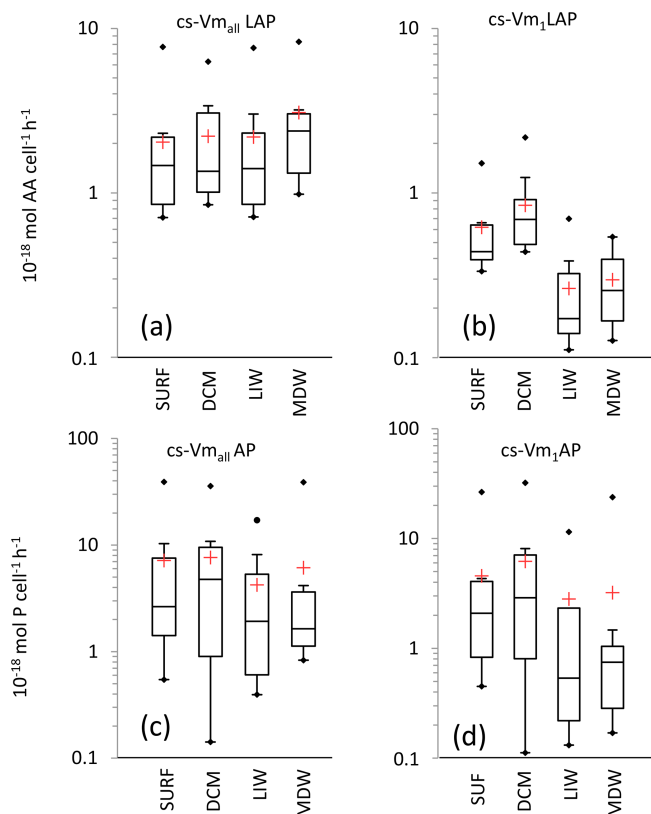 cs-Vm_all LAP
10
1
0.1
10⁻¹⁸ mol AA cell⁻¹ h⁻¹
(a)
SURF DCM LIW MDW
cs-Vm₁LAP
10
1
0.1
(b)
SURF DCM LIW MDW
cs-Vm_all AP
100
10
1
0.1
10⁻¹⁸ mol P cell⁻¹ h⁻¹
(c)
SURF DCM LIW MDW
cs-Vm₁AP
100
10
1
0.1
(d)
SUF DCM LIW MDW